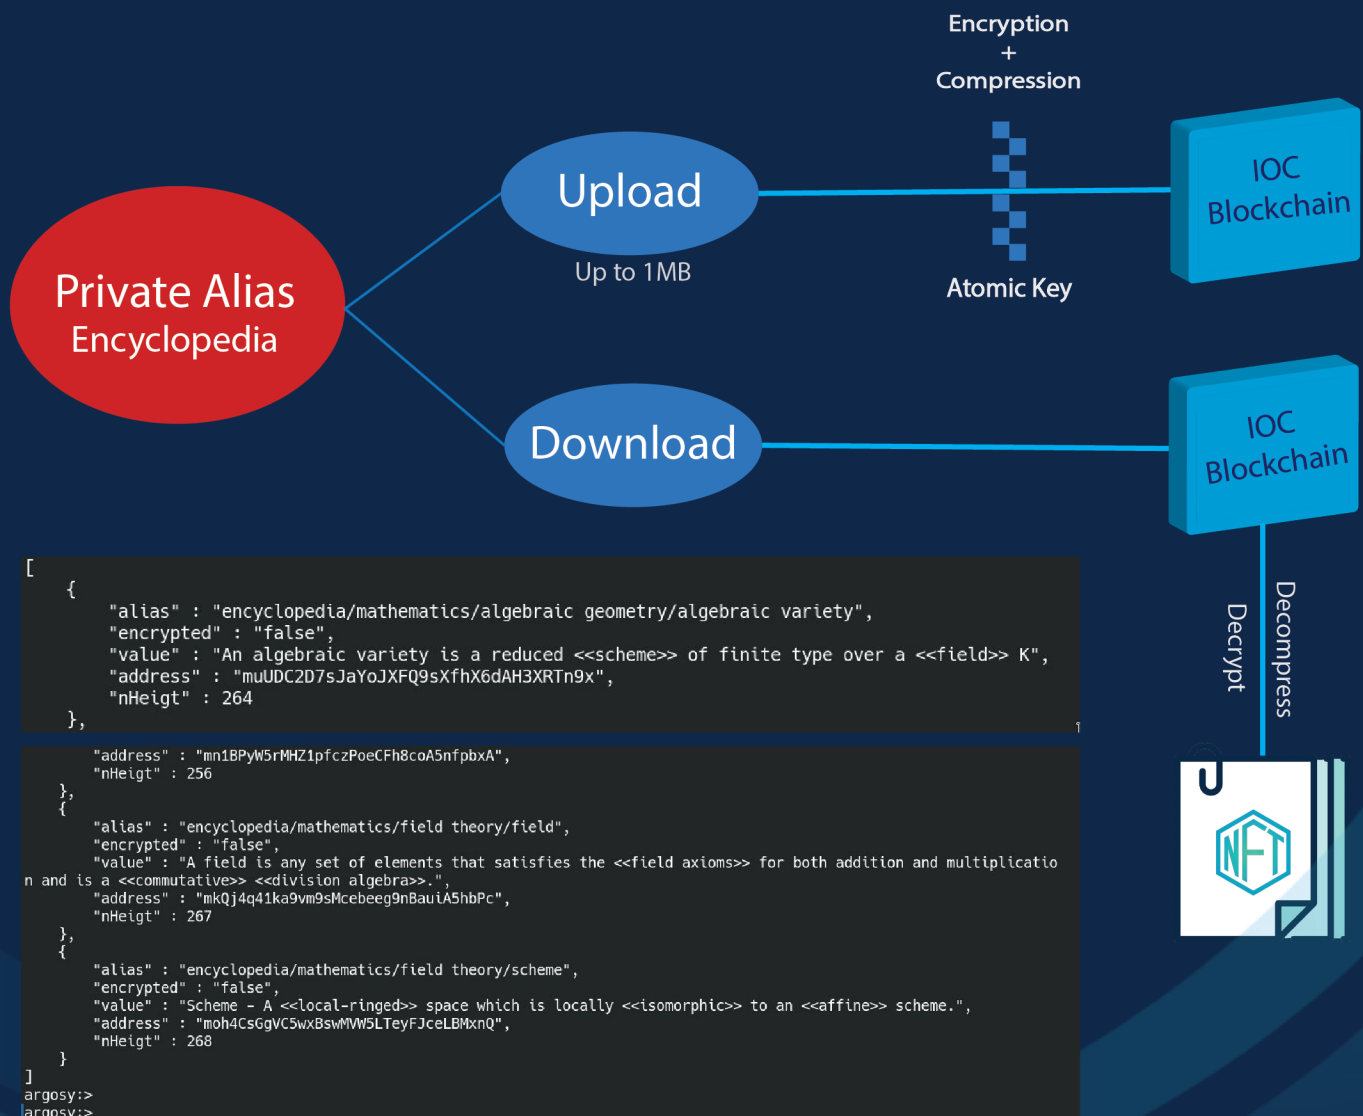 Encryption
+
Compression
IOC
Blockchain
Upload
Up to 1MB
Atomic Key
Private Alias
Encyclopedia
Download
IOC
Blockchain
Decompress
Decrypt
NFT
[
{
"alias" : "encyclopedia/mathematics/algebraic geometry/algebraic variety",
"encrypted" : "false",
"value" : "An algebraic variety is a reduced <<scheme>> of finite type over a <<field>> K",
"address" : "muUDC2D7sJaYoJXFQ9sXfhX6dAH3XRTn9x",
"nHeigt" : 264
},
"address" : "mn1BPyW5rMHZ1pfczPoeCFh8coA5nfpbxA",
"nHeigt" : 256
},
{
"alias" : "encyclopedia/mathematics/field theory/field",
"encrypted" : "false",
"value" : "A field is any set of elements that satisfies the <<field axioms>> for both addition and multiplicatio
n and is a <<commutative>> <<division algebra>>.",
"address" : "mkQj4q41ka9vm9sMcebeeg9nBauiA5hbPc",
"nHeigt" : 267
},
{
"alias" : "encyclopedia/mathematics/field theory/scheme",
"encrypted" : "false",
"value" : "Scheme - A <<local-ringed>> space which is locally <<isomorphic>> to an <<affine>> scheme.",
"address" : "moh4CsGgVC5wxBswMVW5LTeyFJceLBMxnQ",
"nHeigt" : 268
}
]
argosy:>
argosy:>